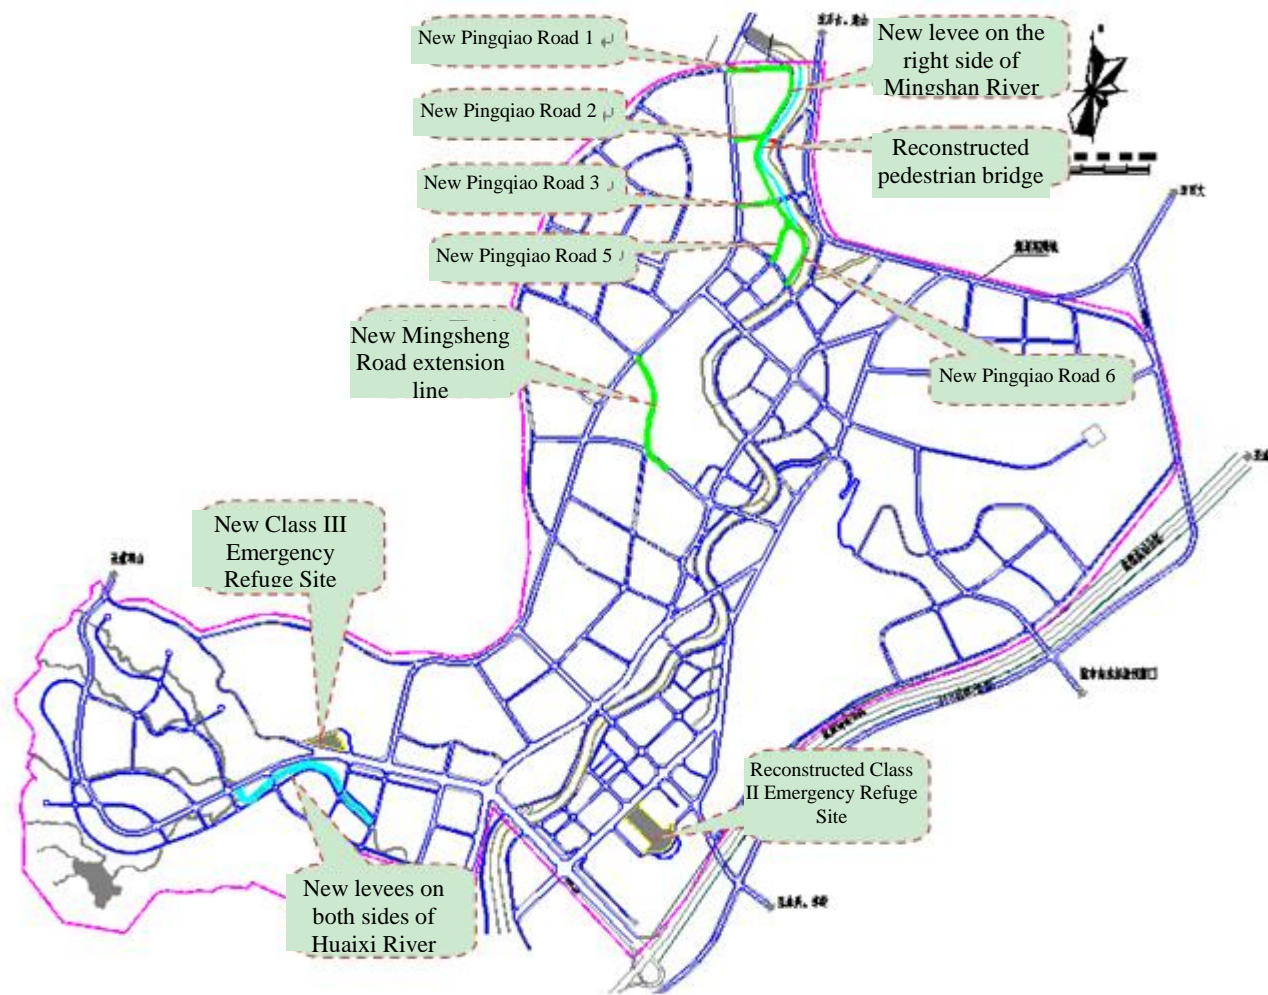 New Pingqiao Road 1
New levee on the
right side of
Mingshan River
New Pingqiao Road 2
Reconstructed
pedestrian bridge
New Pingqiao Road 3
New Pingqiao Road 5
New Mingsheng
Road extension
line
New Pingqiao Road 6
New Class III
Emergency
Refuge Site
Reconstructed Class
II Emergency Refuge
Site
New levees on
both sides of
Huaixi River